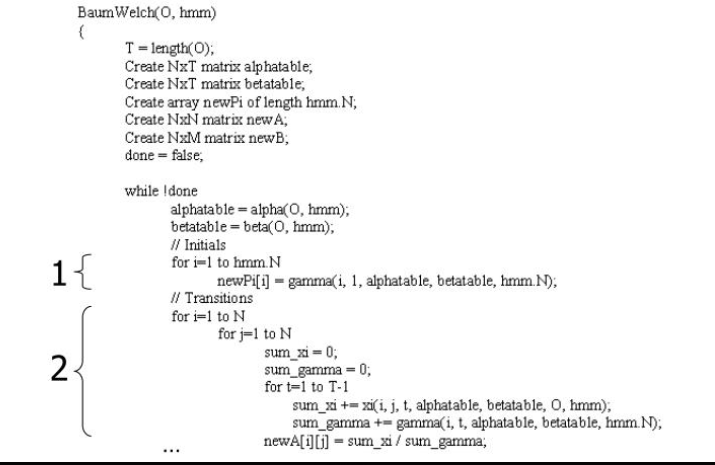 BaumWelch(O, hmm)
{
T = length(O);
Create NxT matrix alphatable;
Create NxT matrix betatable;
Create array newPi of length hmm.N;
Create NxN matrix newA;
Create NxM matrix newB;
done = false;
while !done
alphatable = alpha(O, hmm);
betatable = beta(O, hmm);
// Initials
1 { for i=1 to hmm.N
newPi[i] = gamma(i, 1, alphatable, betatable, hmm.N);
// Transitions
for i=1 to N
for j=1 to N
sum_xi = 0;
2 { sum_gamma = 0;
for t=1 to T-1
sum_xi += xi(i, j, t, alphatable, betatable, O, hmm);
sum_gamma += gamma(i, t, alphatable, betatable, hmm.N);
... newA[i][j] = sum_xi / sum_gamma;